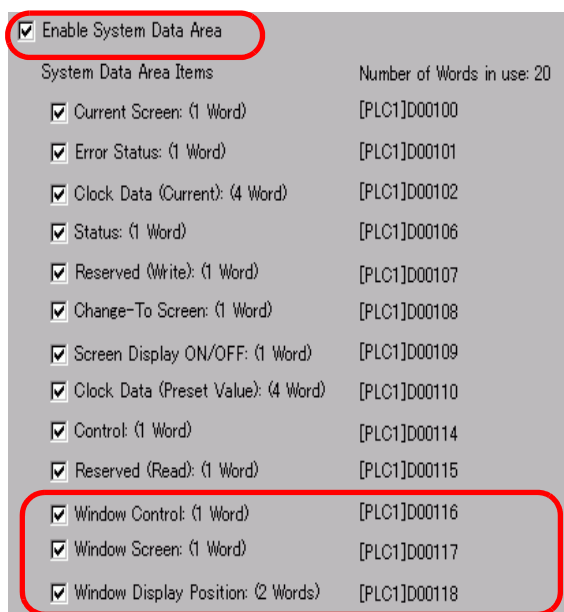 Enable System Data Area
System Data Area Items Number of Words in use: 20
Current Screen: (1 Word) [PLC1]D00100
Error Status: (1 Word) [PLC1]D00101
Clock Data (Current): (4 Word) [PLC1]D00102
Status: (1 Word) [PLC1]D00106
Reserved (Write): (1 Word) [PLC1]D00107
Change-To Screen: (1 Word) [PLC1]D00108
Screen Display ON/OFF: (1 Word) [PLC1]D00109
Clock Data (Preset Value): (4 Word) [PLC1]D00110
Control: (1 Word) [PLC1]D00114
Reserved (Read): (1 Word) [PLC1]D00115
Window Control: (1 Word) [PLC1]D00116
Window Screen: (1 Word) [PLC1]D00117
Window Display Position: (2 Words) [PLC1]D00118